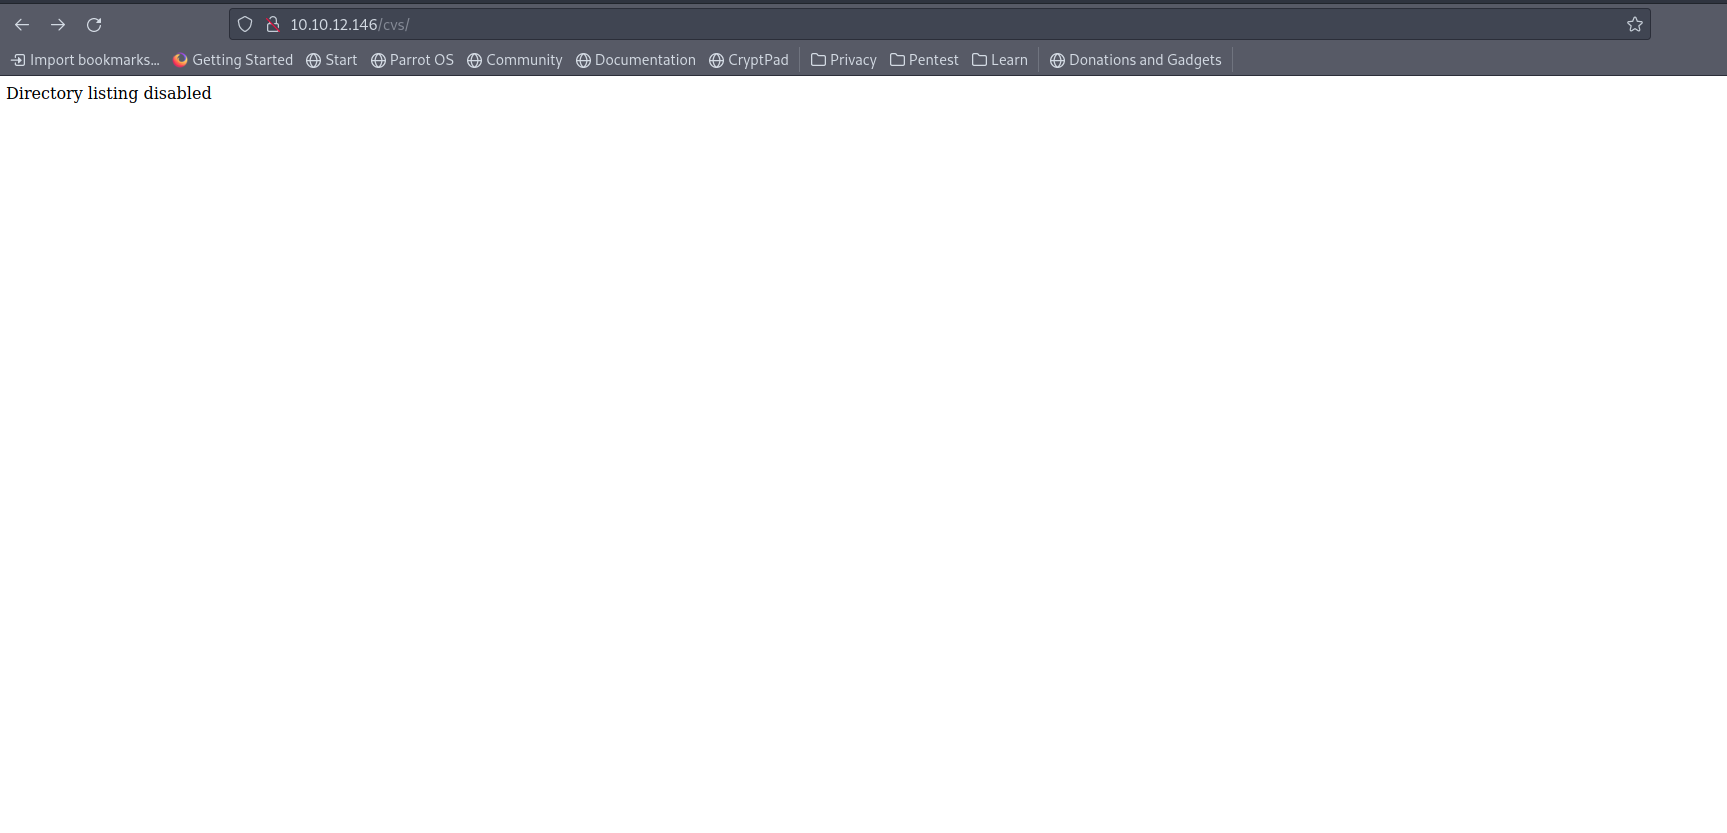 10.10.12.146/cvs/
Import bookmarks... Getting Started Start Parrot OS Community Documentation CryptPad Privacy Pentest Learn Donations and Gadgets
Directory listing disabled